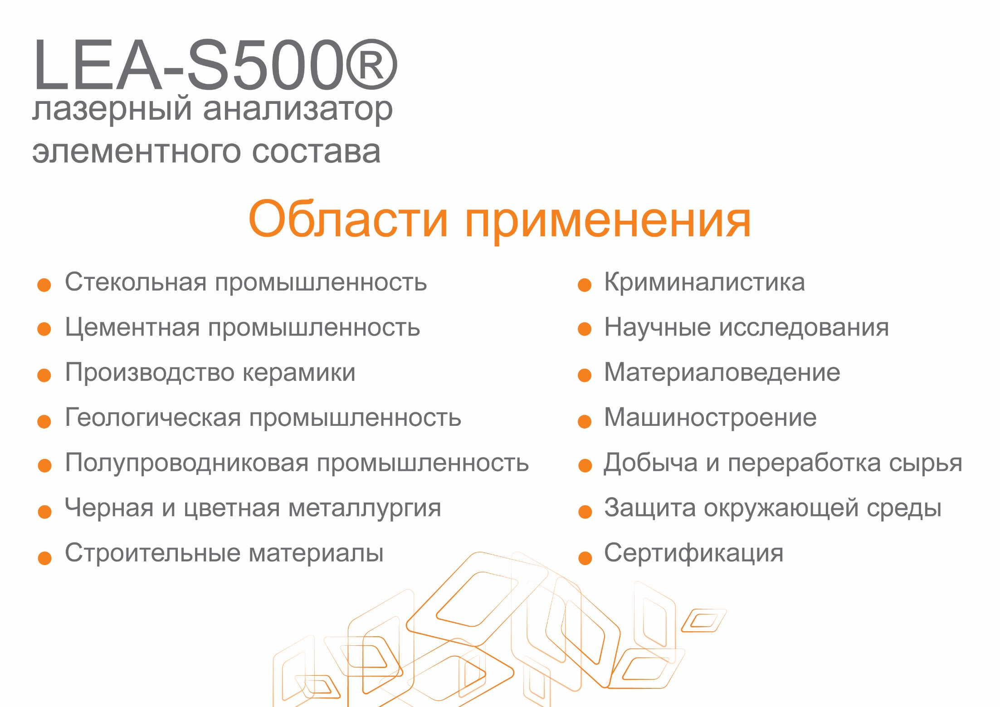 LEA-S500®
лазерный анализатор
элементного состава
Области применения
Стекольная промышленность
Цементная промышленность
Производство керамики
Геологическая промышленность
Полупроводниковая промышленность
Черная и цветная металлургия
Строительные материалы
Криминалистика
Научные исследования
Материаловедение
Машиностроение
Добыча и переработка сырья
Защита окружающей среды
Сертификация